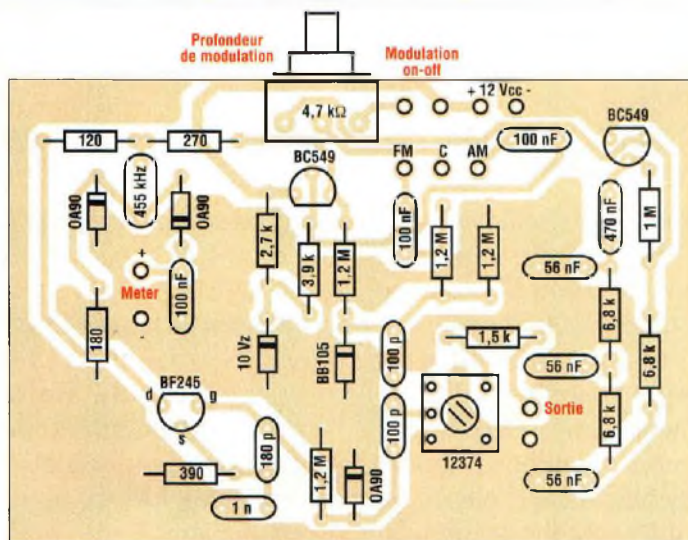 Profondeur
de modulation
Modulation
on-off
+ 12 Vcc -
4,7 kΩ
BC549
120
270
100 nF
BC549
FM
C
AM
455 kHz
OA90
OA90
2,7 k
3,9 k
1,2 M
100 nF
1,2 M
1,2 M
470 nF
1 M
+
Meter
-
100 nF
56 nF
180
10 Vz
BB105
100 p
1,5 k
6,8 k
6,8 k
BF245
d
g
s
100 p
56 nF
Sortie
6,8 k
390
180 p
1,2 M
OA90
12374
56 nF
1 n